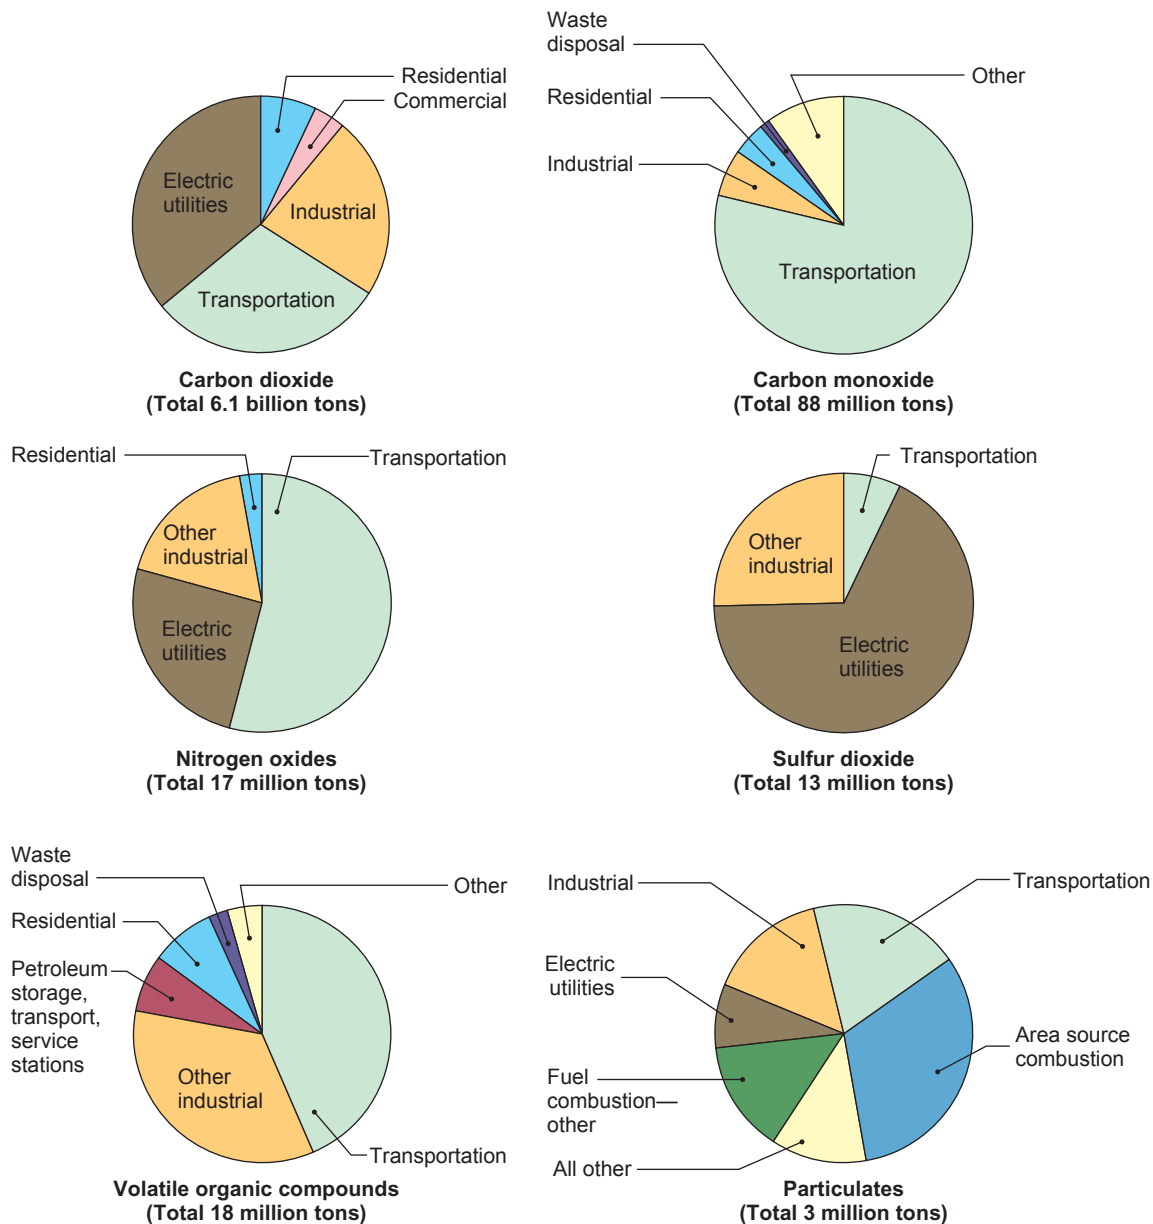 Residential
Commercial
Electric
utilities
Industrial
Transportation
Carbon dioxide
(Total 6.1 billion tons)
Waste
disposal
Other
Residential
Industrial
Transportation
Carbon monoxide
(Total 88 million tons)
Residential
Transportation
Other
industrial
Electric
utilities
Nitrogen oxides
(Total 17 million tons)
Transportation
Other
industrial
Electric
utilities
Sulfur dioxide
(Total 13 million tons)
Waste
disposal
Other
Residential
Petroleum
storage,
transport,
service
stations
Other
industrial
Transportation
Volatile organic compounds
(Total 18 million tons)
Industrial
Transportation
Electric
utilities
Area source
combustion
Fuel
combustion—
other
All other
Particulates
(Total 3 million tons)